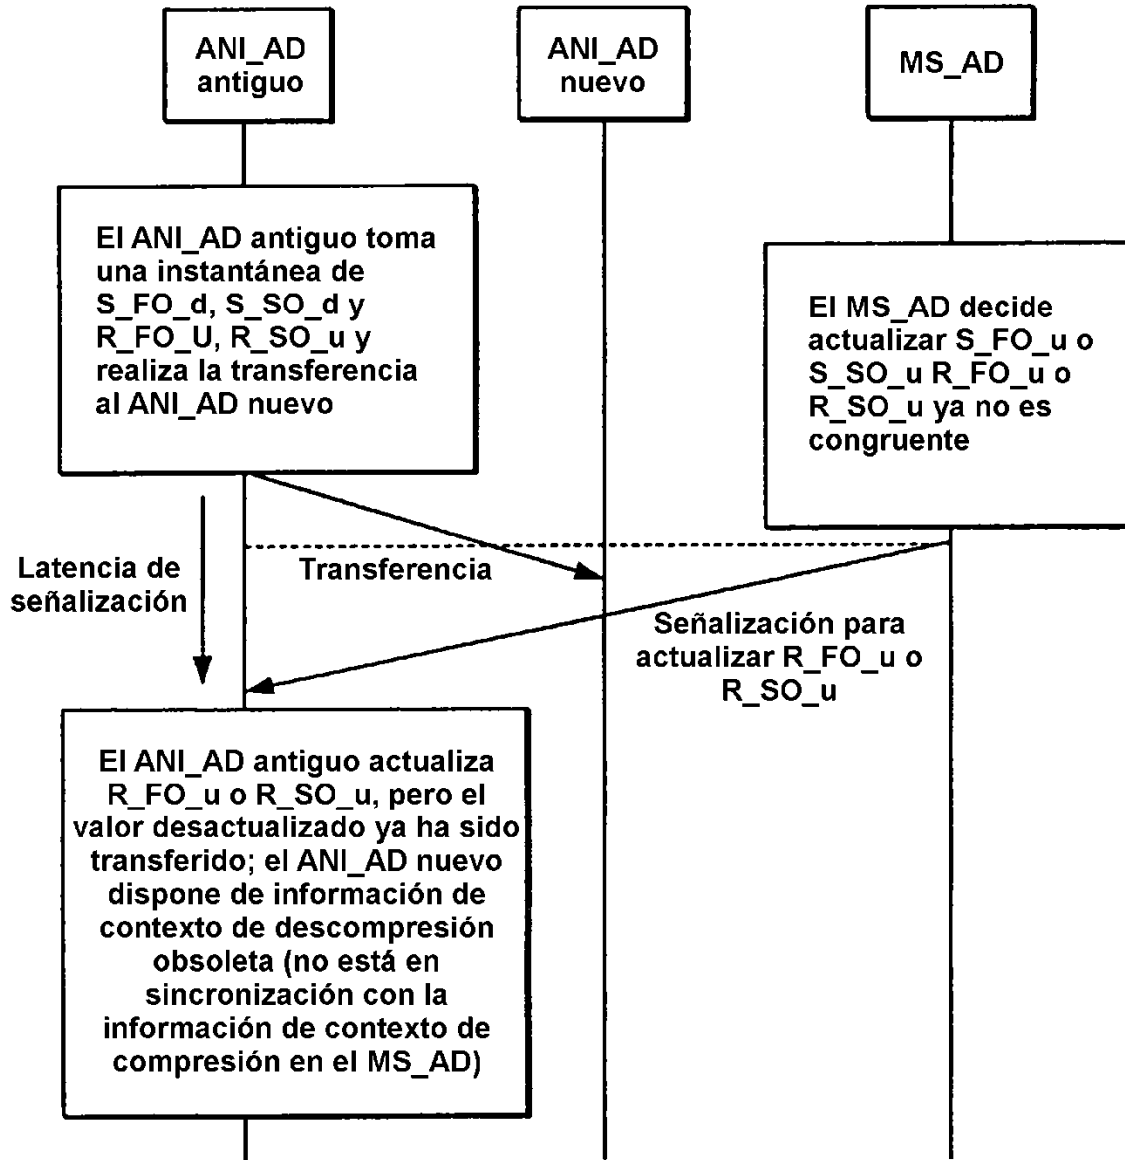 ANI_AD
antiguo
ANI_AD
nuevo
MS_AD
El ANI_AD antiguo toma
una instantánea de
S_FO_d, S_SO_d y
R_FO_U, R_SO_u y
realiza la transferencia
al ANI_AD nuevo
El MS_AD decide
actualizar S_FO_u o
S_SO_u R_FO_u o
R_SO_u ya no es
congruente
Latencia de
señalización
Transferencia
Señalización para
actualizar R_FO_u o
R_SO_u
El ANI_AD antiguo actualiza
R_FO_u o R_SO_u, pero el
valor desactualizado ya ha sido
transferido; el ANI_AD nuevo
dispone de información de
contexto de descompresión
obsoleta (no está en
sincronización con la
información de contexto de
compresión en el MS_AD)